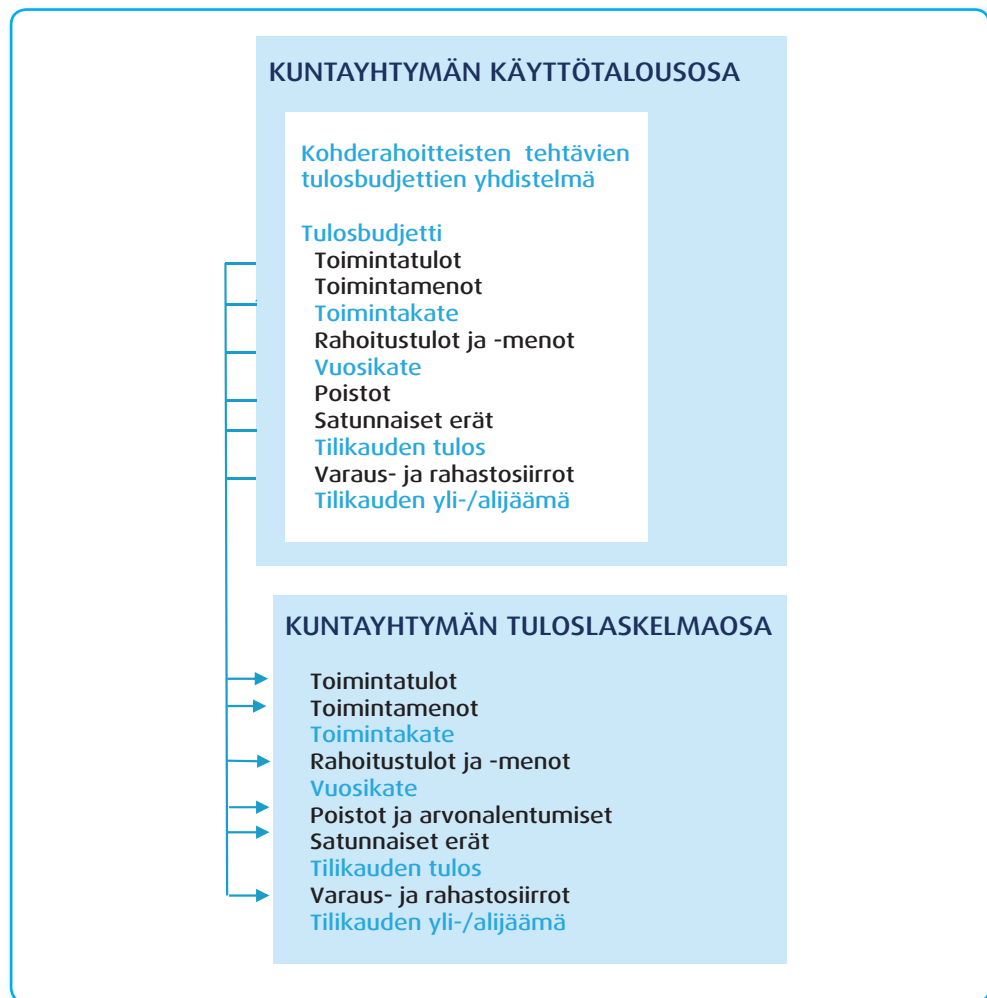 KUNTAYHTYMÄN KÄYTTÖTALOUSOSA
Kohderahoitteisten tehtävien
tulosbudjettien yhdistelmä
Tulosbudjetti
Toimintatulot
Toimintamenot
Toimintakate
Rahoitustulot ja -menot
Vuosikate
Poistot
Satunnaiset erät
Tilikauden tulos
Varaus- ja rahastosiirrot
Tilikauden yli-/alijäämä
KUNTAYHTYMÄN TULOSLASKELMAOSA
Toimintatulot
Toimintamenot
Toimintakate
Rahoitustulot ja -menot
Vuosikate
Poistot ja arvonalentumiset
Satunnaiset erät
Tilikauden tulos
Varaus- ja rahastosiirrot
Tilikauden yli-/alijäämä